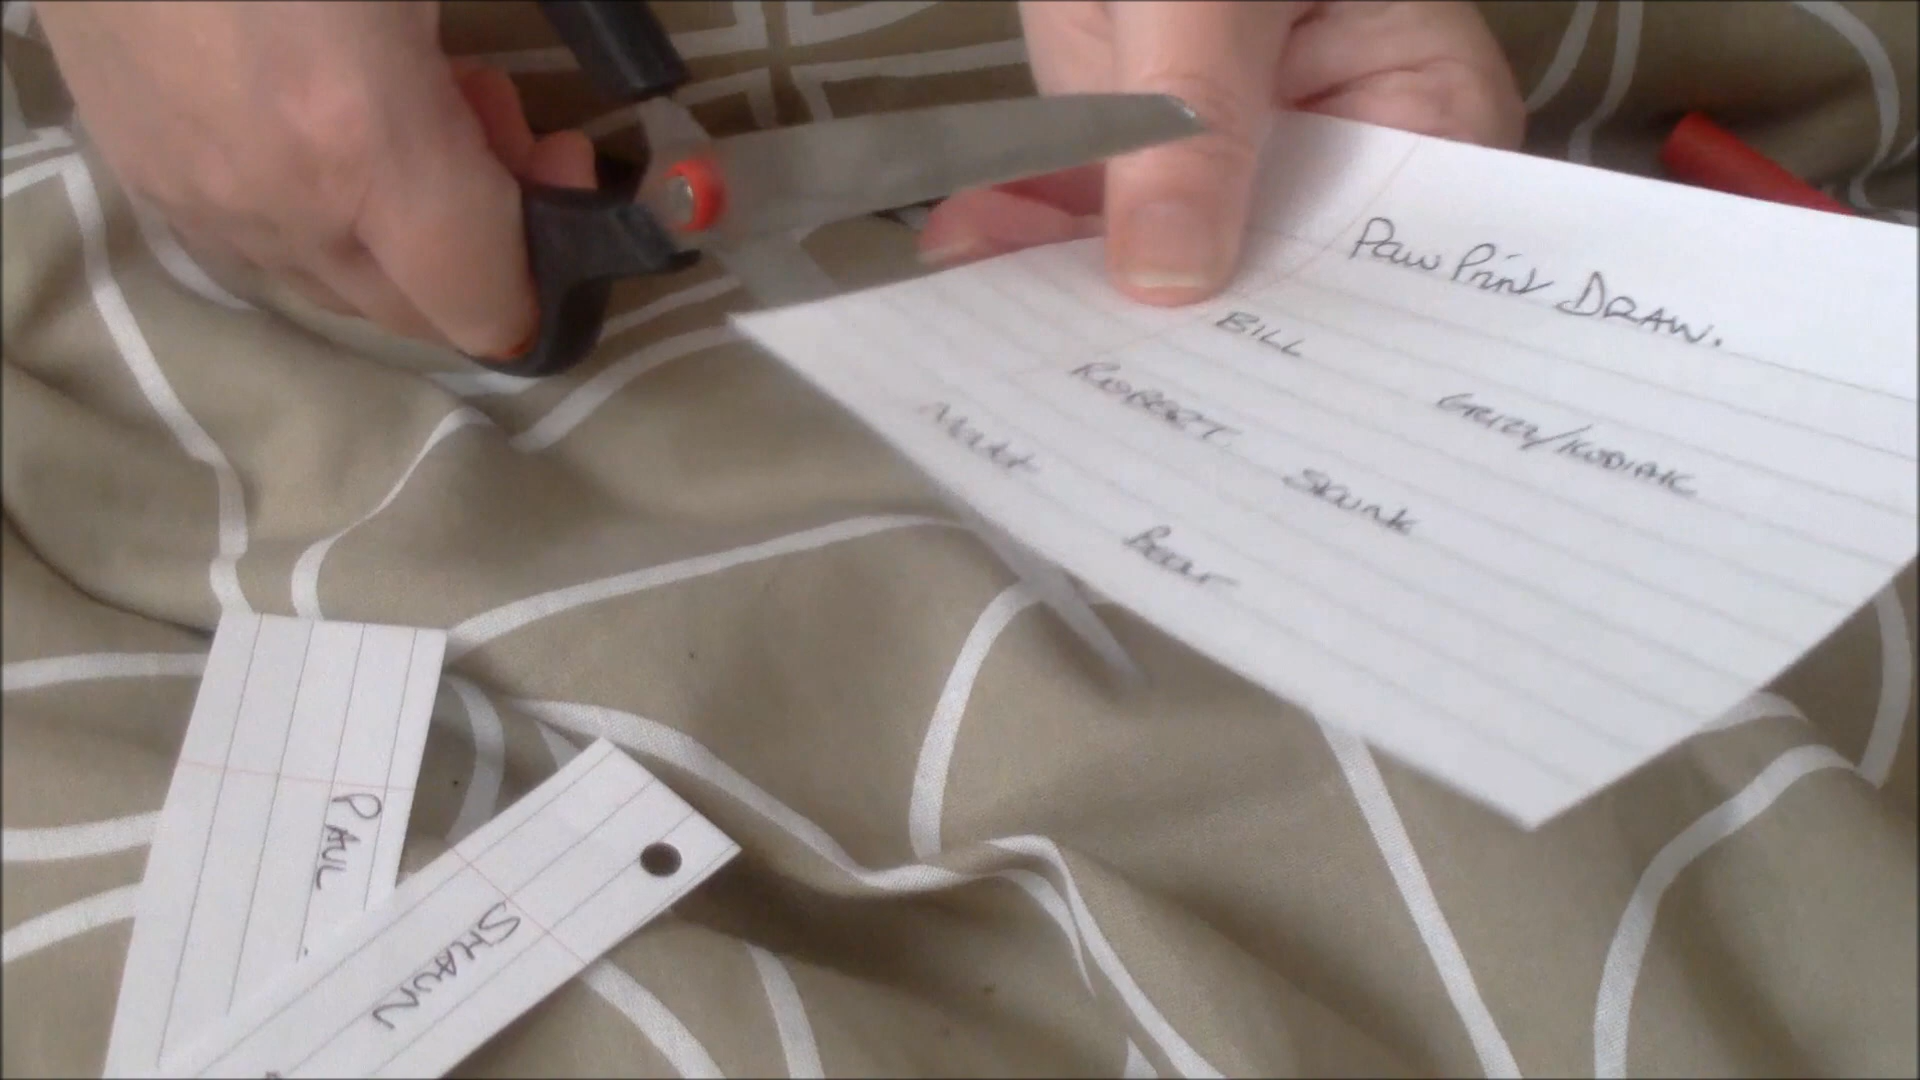 Paw Print DRAW.
BILL
GRIZZ/KODIAK
ROBERT.
SKUNK
Matt
Bear
PAUL
SHAUN